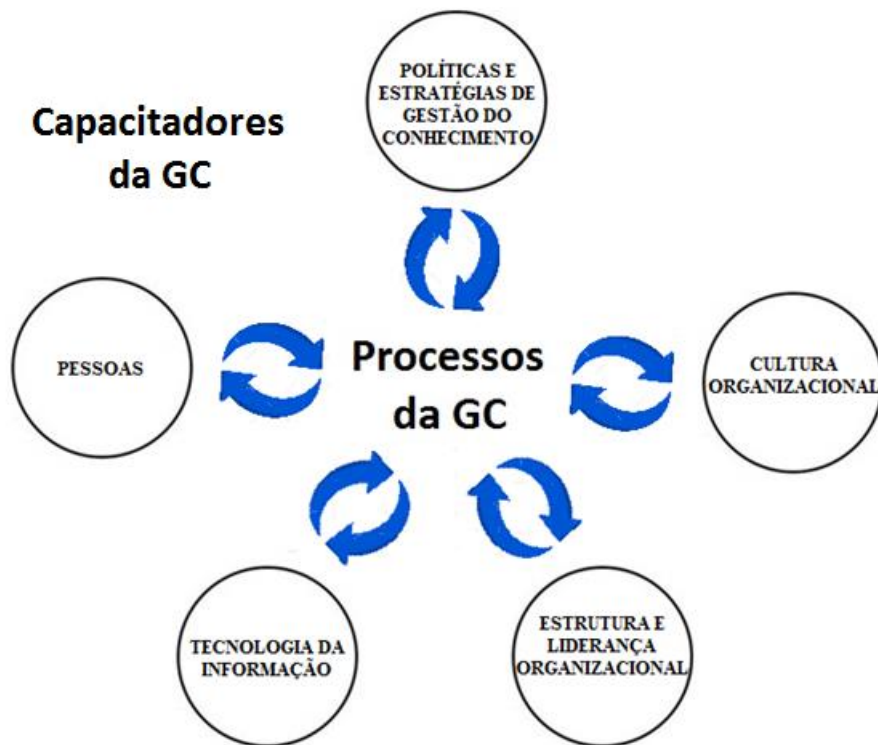 POLÍTICAS E
ESTRATÉGIAS DE
GESTÃO DO
CONHECIMENTO
Capacitadores
da GC
PESSOAS
Processos
da GC
CULTURA
ORGANIZACIONAL
TECNOLOGIA DA
INFORMAÇÃO
ESTRUTURA E
LIDERANÇA
ORGANIZACIONAL